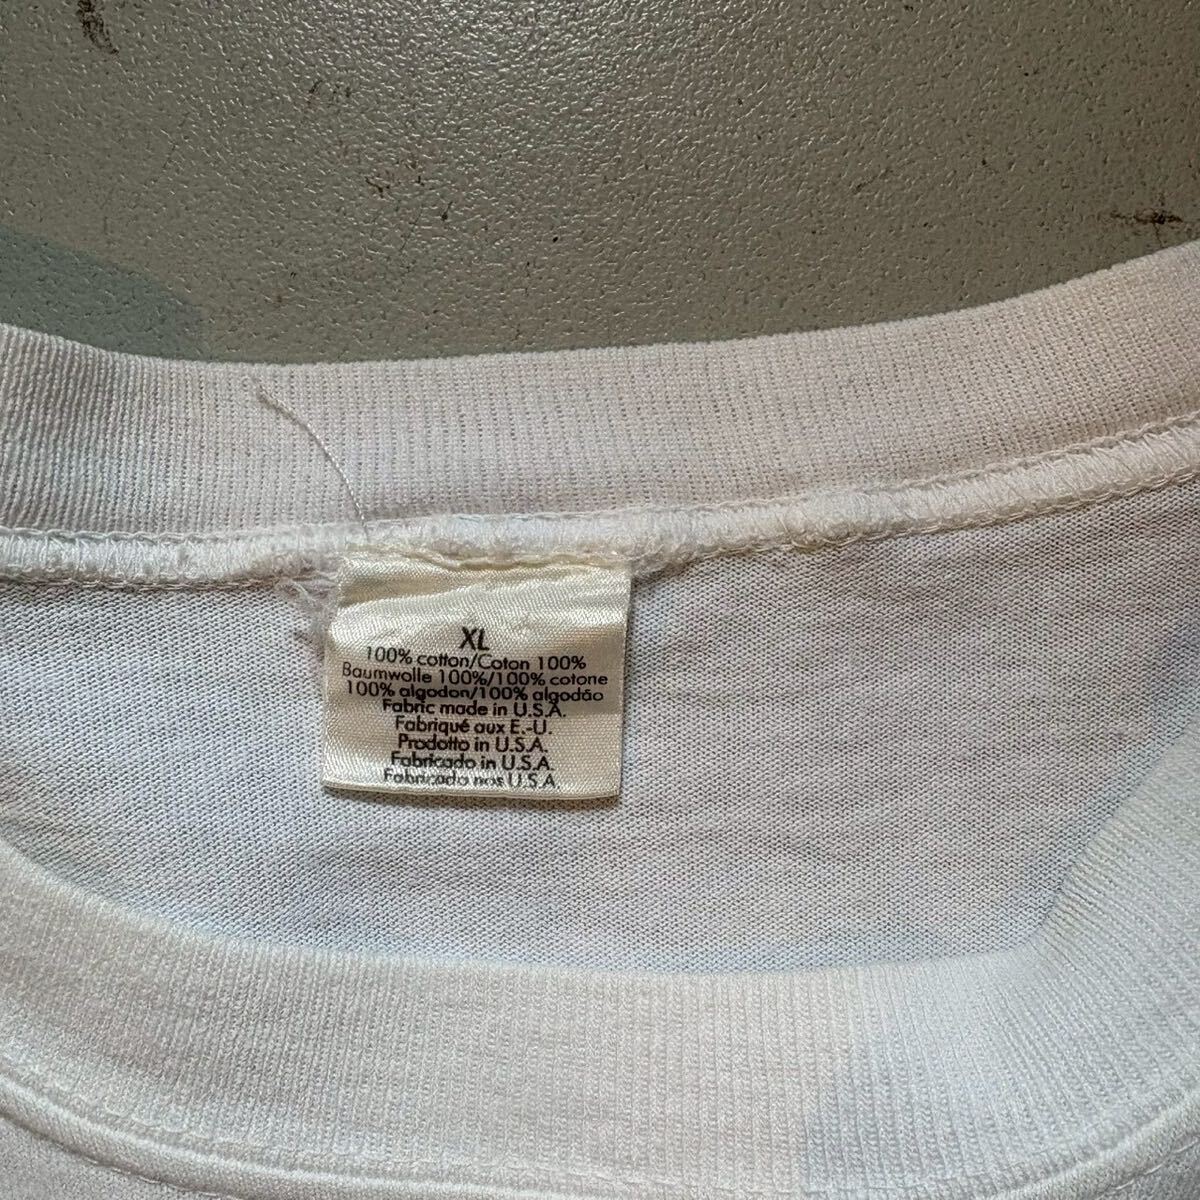 XL
100% cotton/Coton 100%
Baumwolle 100%/100% cotone
100% algodon/100% algodão
Fabric made in U.S.A.
Fabriqué aux E.-U.
Prodotto in U.S.A.
Fabricado in U.S.A.
Fabricado nos U.S.A.